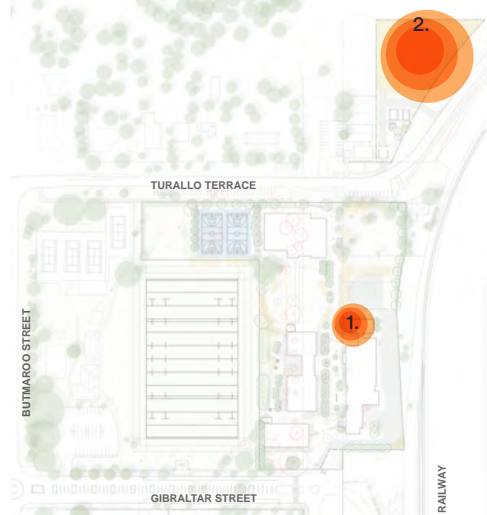 2.
TURALLO TERRACE
1.
BUTMAROO STREET
RAILWAY
GIBRALTAR STREET